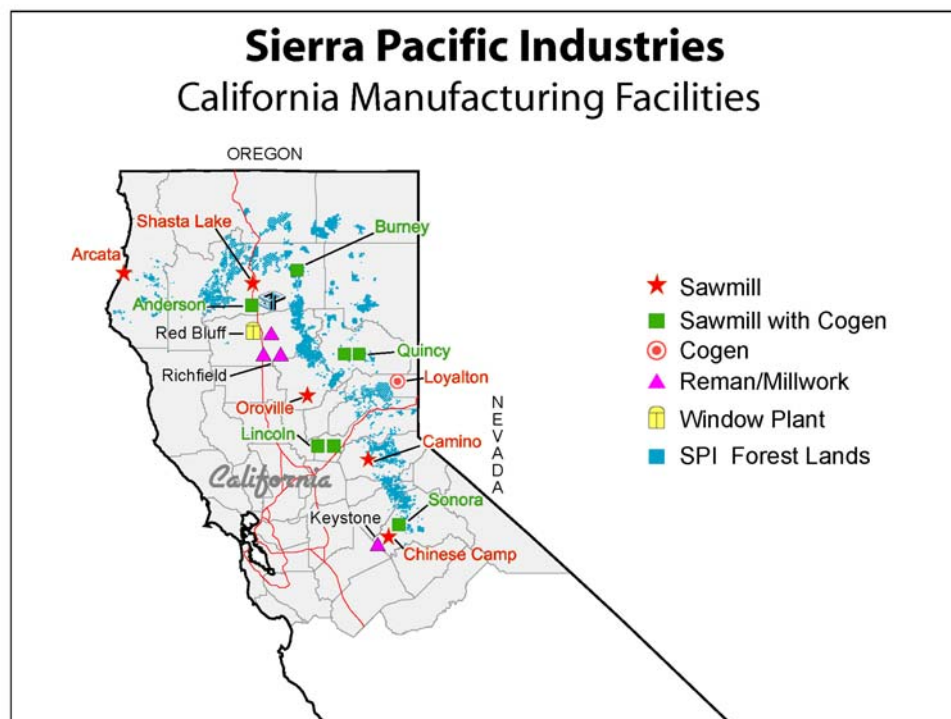 Sierra Pacific Industries
California Manufacturing Facilities
OREGON
Shasta Lake
Burney
Arcata
Anderson
Red Bluff
Quincy
Richfield
Loyalton
Oroville
NEVADA
Lincoln
Camino
California
Sonora
Keystone
Chinese Camp
Sawmill
Sawmill with Cogen
Cogen
Reman/Millwork
Window Plant
SPI Forest Lands